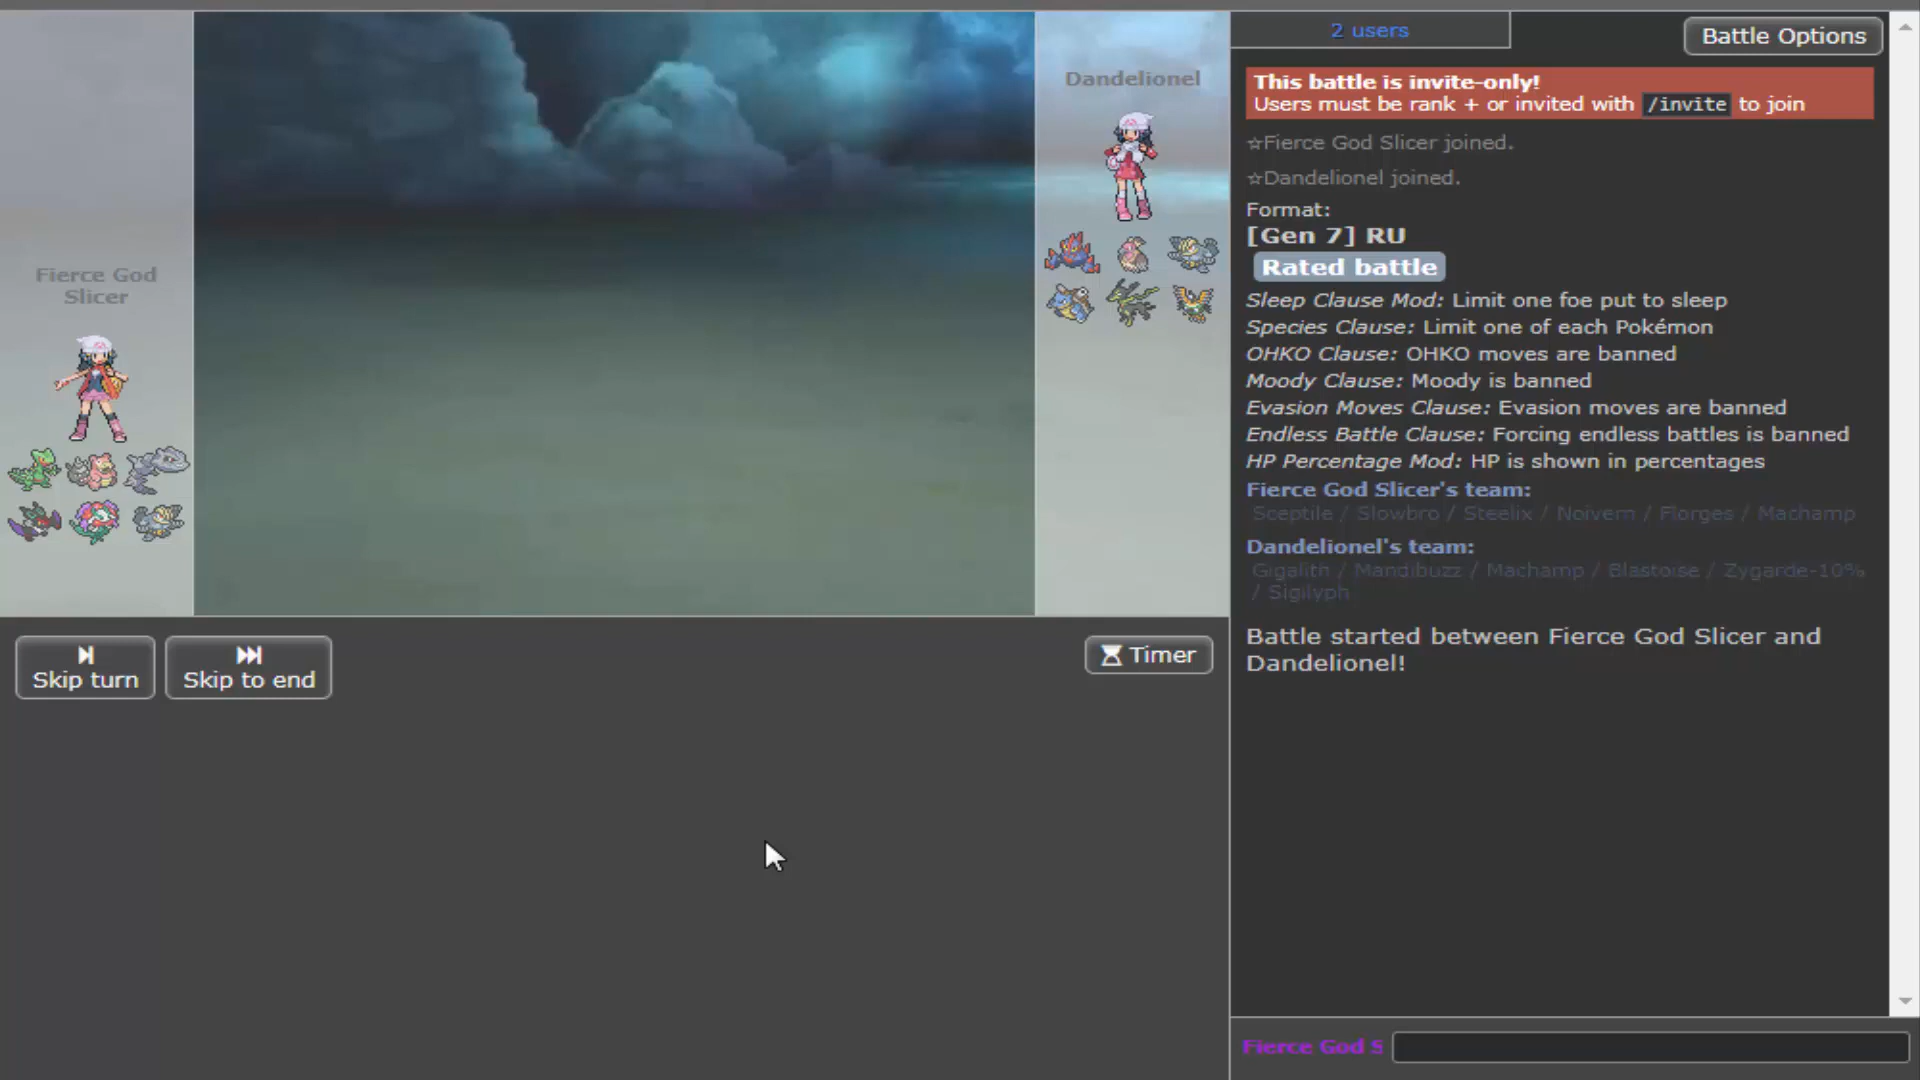 Fierce God
Slicer
Dandelionel
Skip turn
Skip to end
Timer
2 users
Battle Options
This battle is invite-only!
Users must be rank + or invited with /invite to join
☆Fierce God Slicer joined.
☆Dandelionel joined.
Format:
[Gen 7] RU
Rated battle
Sleep Clause Mod: Limit one foe put to sleep
Species Clause: Limit one of each Pokémon
OHKO Clause: OHKO moves are banned
Moody Clause: Moody is banned
Evasion Moves Clause: Evasion moves are banned
Endless Battle Clause: Forcing endless battles is banned
HP Percentage Mod: HP is shown in percentages
Fierce God Slicer's team:
Sceptile / Slowbro / Steelix / Noivern / Florges / Machamp
Dandelionel's team:
Gigalith / Mandibuzz / Machamp / Blastoise / Zygarde-10%
/ Sigilyph
Battle started between Fierce God Slicer and
Dandelionel!
Fierce God S